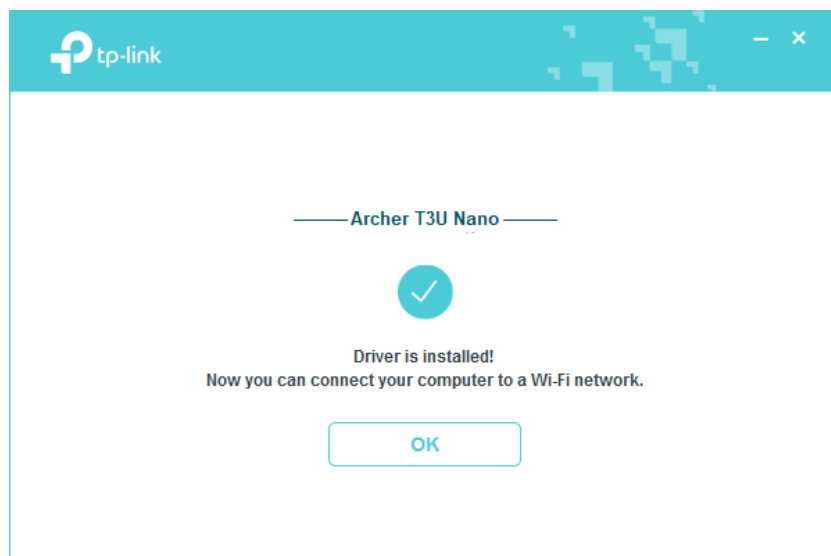 tp-link
Archer T3U Nano
Driver is installed!
Now you can connect your computer to a Wi-Fi network.
OK